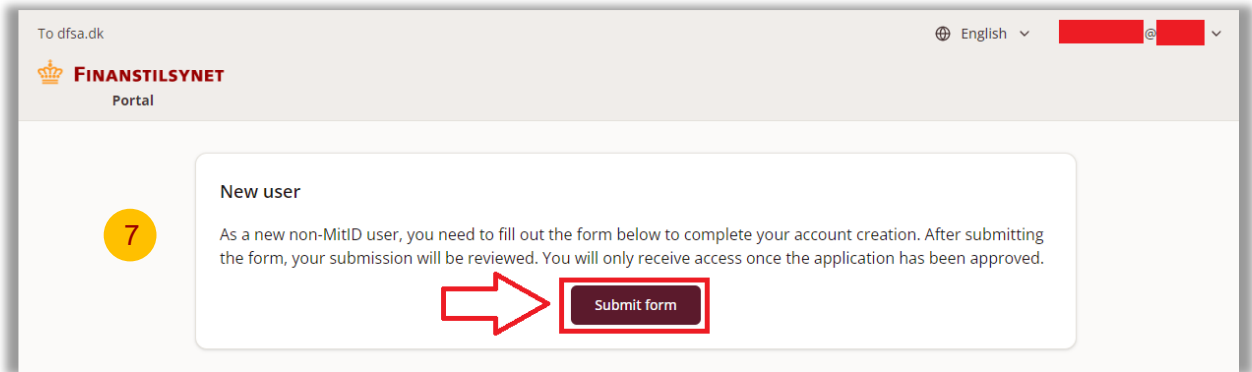 To dfsa.dk
English
@
FINANSTILSYNET
Portal
7
New user
As a new non-MitID user, you need to fill out the form below to complete your account creation. After submitting
the form, your submission will be reviewed. You will only receive access once the application has been approved.
Submit form